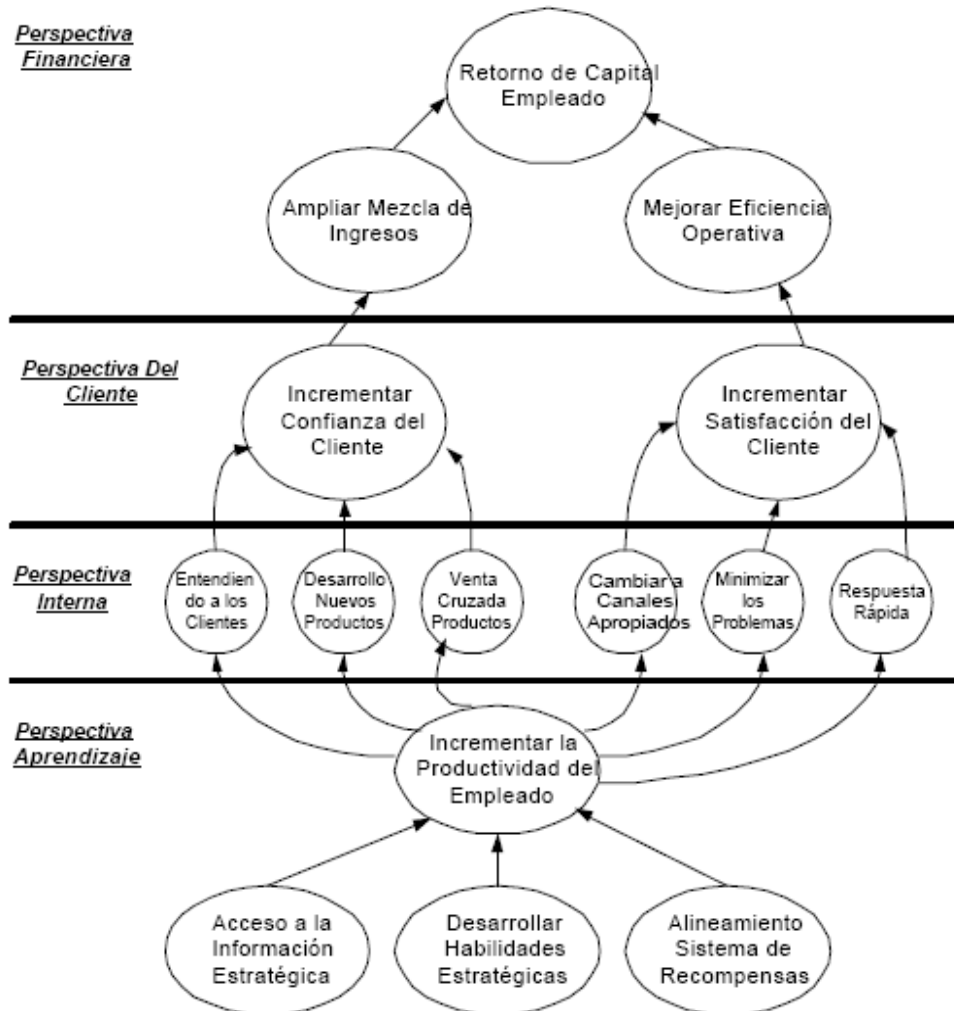 Perspectiva
Financiera
Retorno de Capital
Empleado
Ampliar Mezcla de
Ingresos
Mejorar Eficiencia
Operativa
Perspectiva Del
Cliente
Incrementar
Confianza del
Cliente
Incrementar
Satisfacción del
Cliente
Perspectiva
Interna
Entendien
do a los
Clientes
Desarrollo
Nuevos
Productos
Venta
Cruzada
Productos
Cambiar a
Canales
Apropiados
Minimizar
los
Problemas
Respuesta
Rápida
Perspectiva
Aprendizaje
Incrementar la
Productividad del
Empleado
Acceso a la
Información
Estratégica
Desarrollar
Habilidades
Estratégicas
Alineamiento
Sistema de
Recompensas